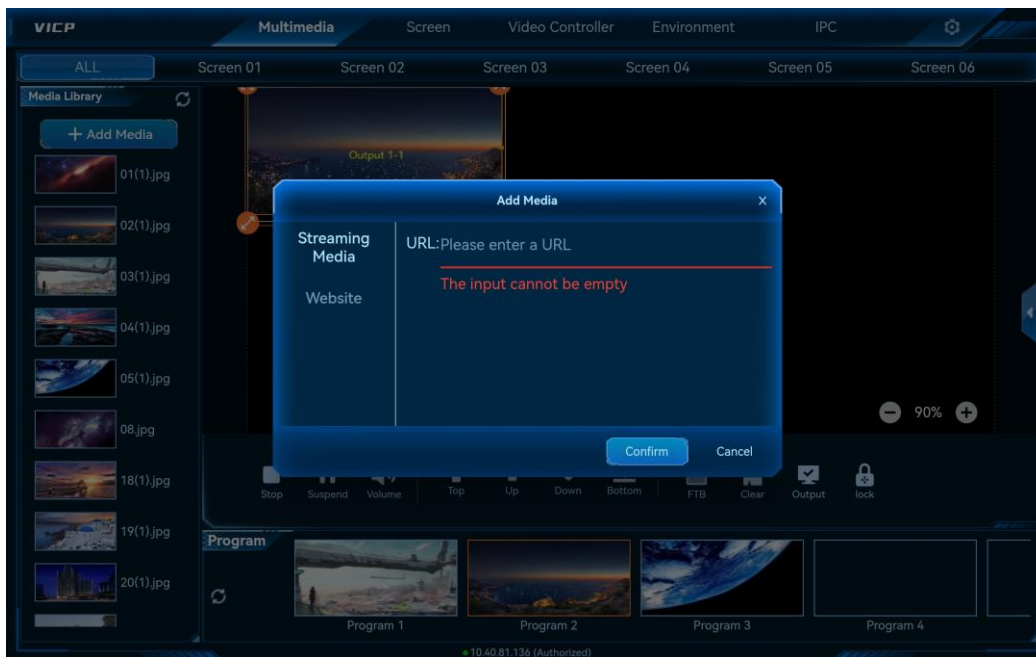 VICP
Multimedia
Screen
Video Controller
Environment
IPC
ALL
Screen 01
Screen 02
Screen 03
Screen 04
Screen 05
Screen 06
Media Library
+ Add Media
01(1).jpg
02(1).jpg
03(1).jpg
04(1).jpg
05(1).jpg
08.jpg
18(1).jpg
19(1).jpg
20(1).jpg
Output 1-1
Add Media
X
Streaming
Media
Website
URL:Please enter a URL
The input cannot be empty
Confirm
Cancel
90%
Stop
Suspend
Volume
Top
Up
Down
Bottom
FTB
Clear
Output
lock
Program
Program 1
Program 2
Program 3
Program 4
10.40.81.136 (Authorized)